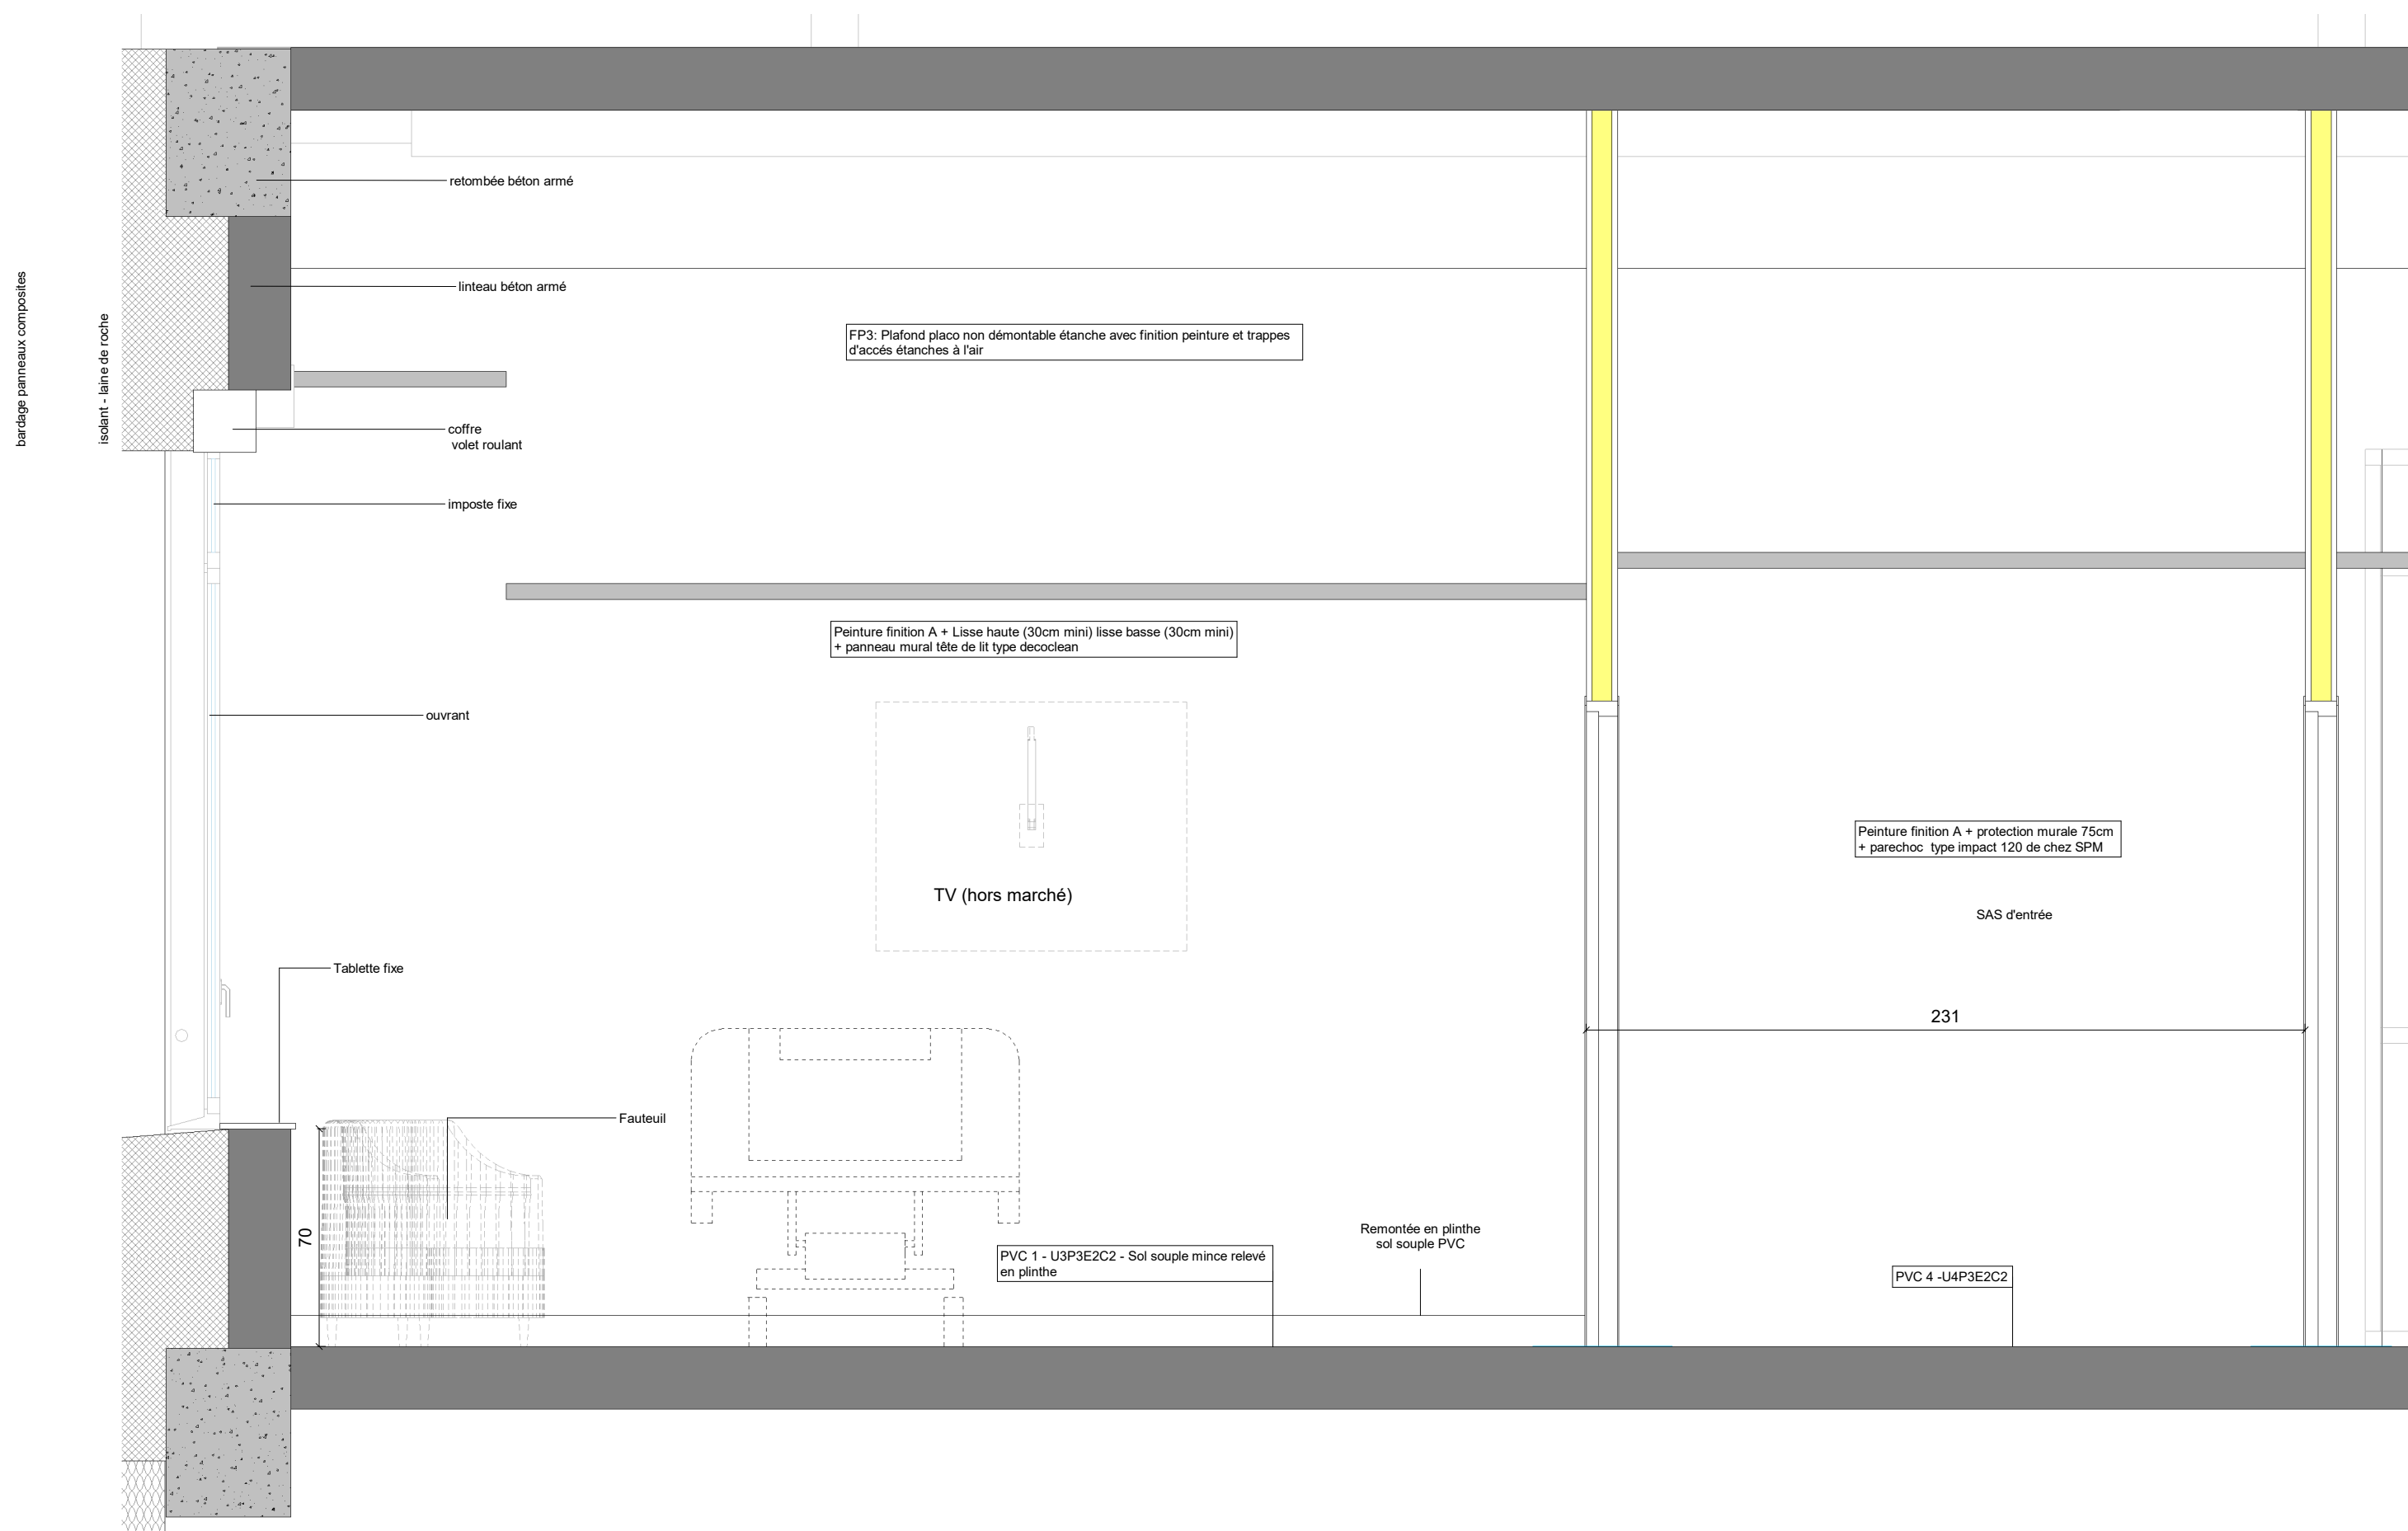 bardage panneaux composites
isolant - laine de roche
retombée béton armé
linteau béton armé
FP3: Plafond placo non démontable étanche avec finition peinture et trappes
d'accés étanches à l'air
coffre
volet roulant
imposte fixe
Peinture finition A + Lisse haute (30cm mini) lisse basse (30cm mini)
+ panneau mural tête de lit type decoclean
ouvrant
TV (hors marché)
Peinture finition A + protection murale 75cm
+ parechoc type impact 120 de chez SPM
SAS d'entrée
Tablette fixe
231
Fauteuil
70
Remontée en plinthe
sol souple PVC
PVC 1 - U3P3E2C2 - Sol souple mince relevé
en plinthe
PVC 4 -U4P3E2C2